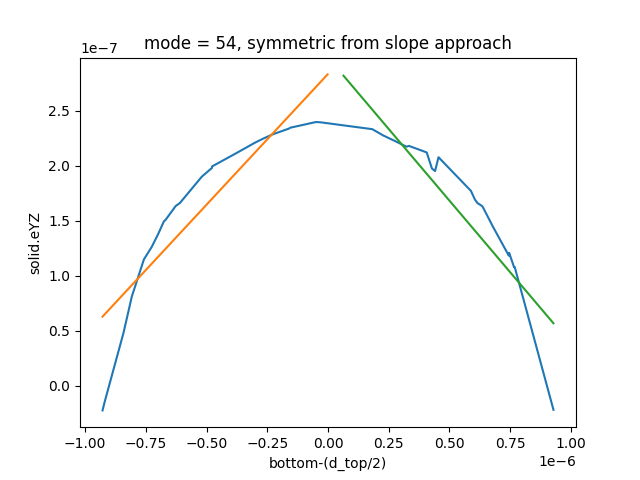 mode = 54, symmetric from slope approach
1e−7
2.5
2.0
1.5
1.0
0.5
0.0
solid.eYZ
−1.00 −0.75 −0.50 −0.25 0.00 0.25 0.50 0.75 1.00
bottom-(d_top/2)
1e−6